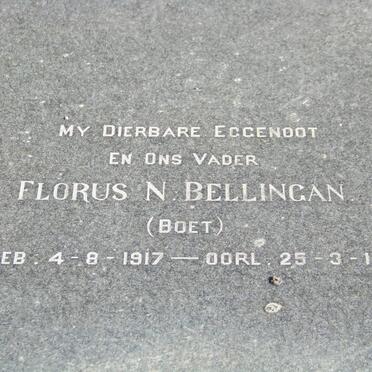 MY DIERBARE EGGENOOT
EN ONS VADER
FLORUS N. BELLINGAN.
(BOET)
EB. 4-8-1917 — OORL. 25-3-1